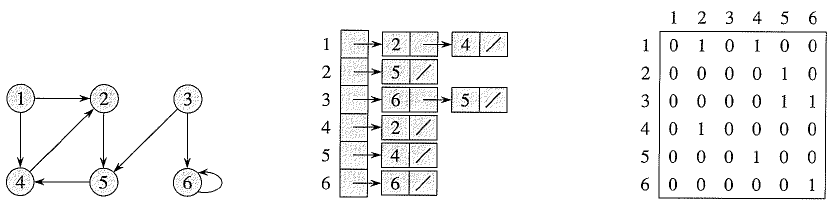 1 2 3
4 5 6
1 2 4
2 5
3 6 5
4 2
5 4
6 6
1 2 3 4 5 6
1 0 1 0 1 0 0
2 0 0 0 0 1 0
3 0 0 0 0 1 1
4 0 1 0 0 0 0
5 0 0 0 1 0 0
6 0 0 0 0 0 1